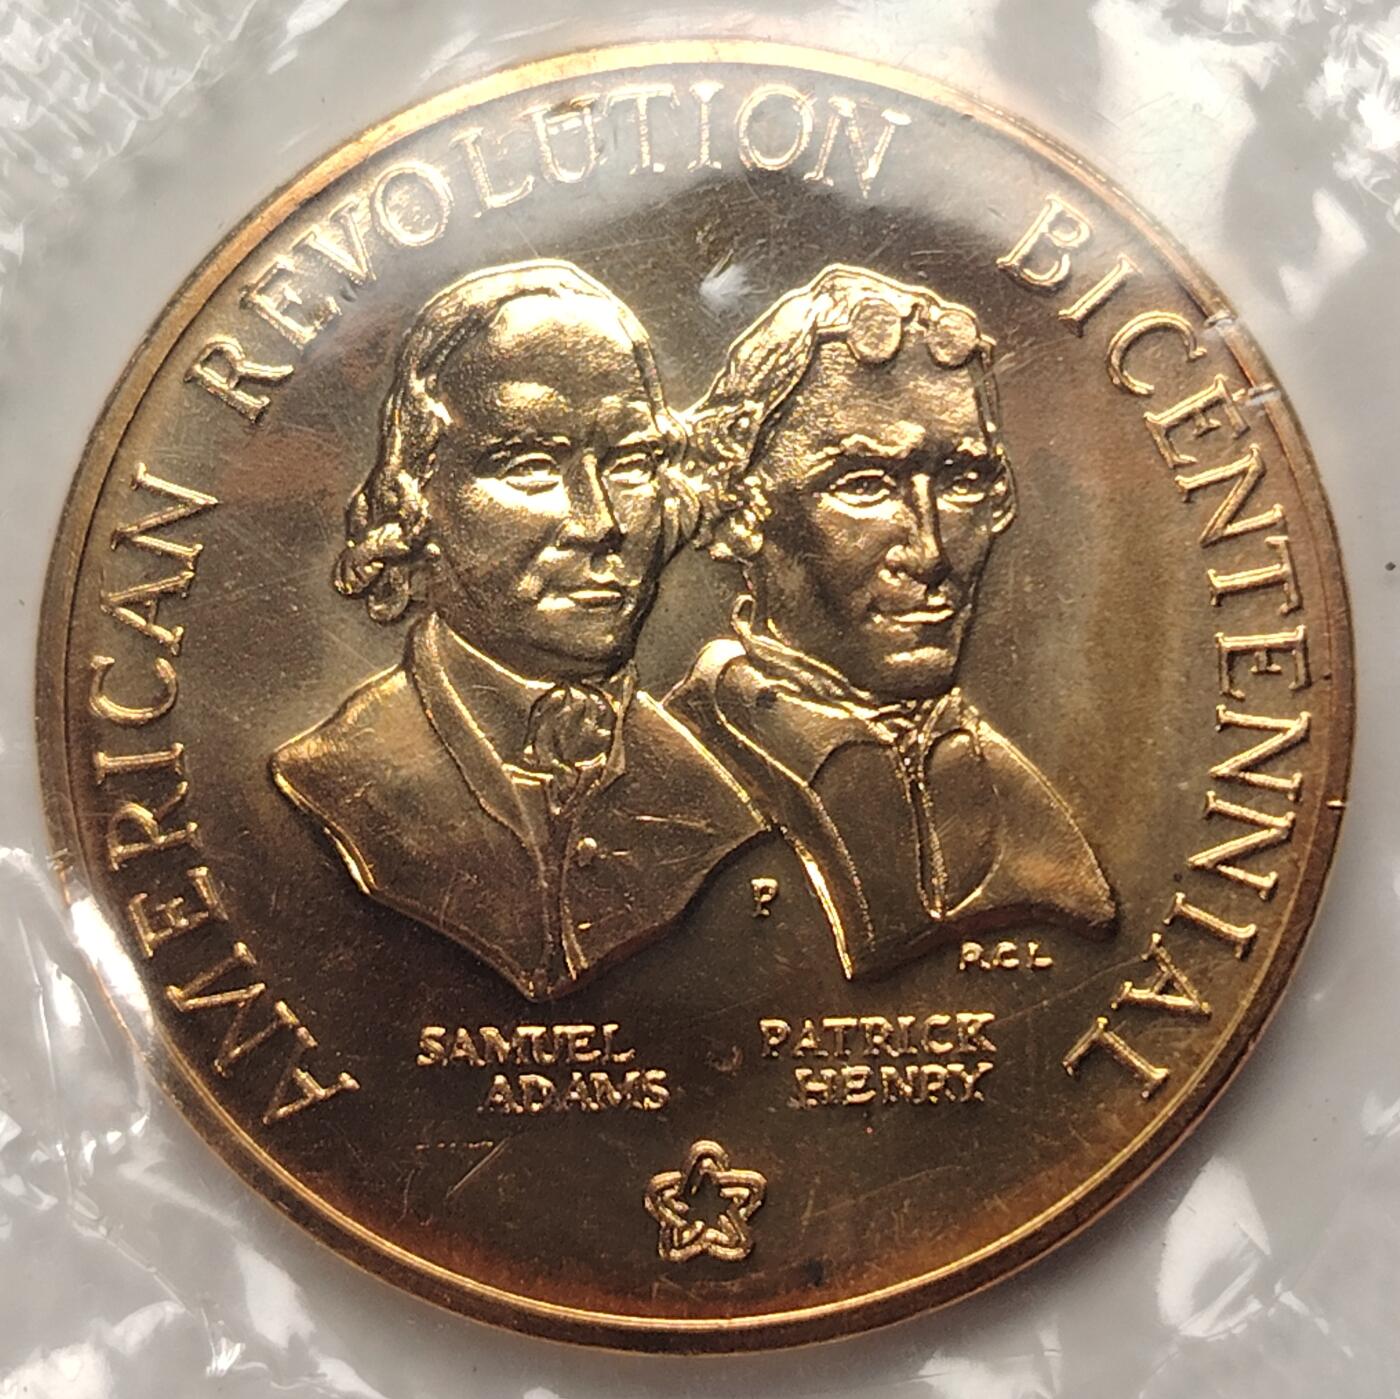 AMERICAN REVOLUTION BICENTENNIAL
P
R.C L
SAMUEL
ADAMS
PATRICK
HENRY